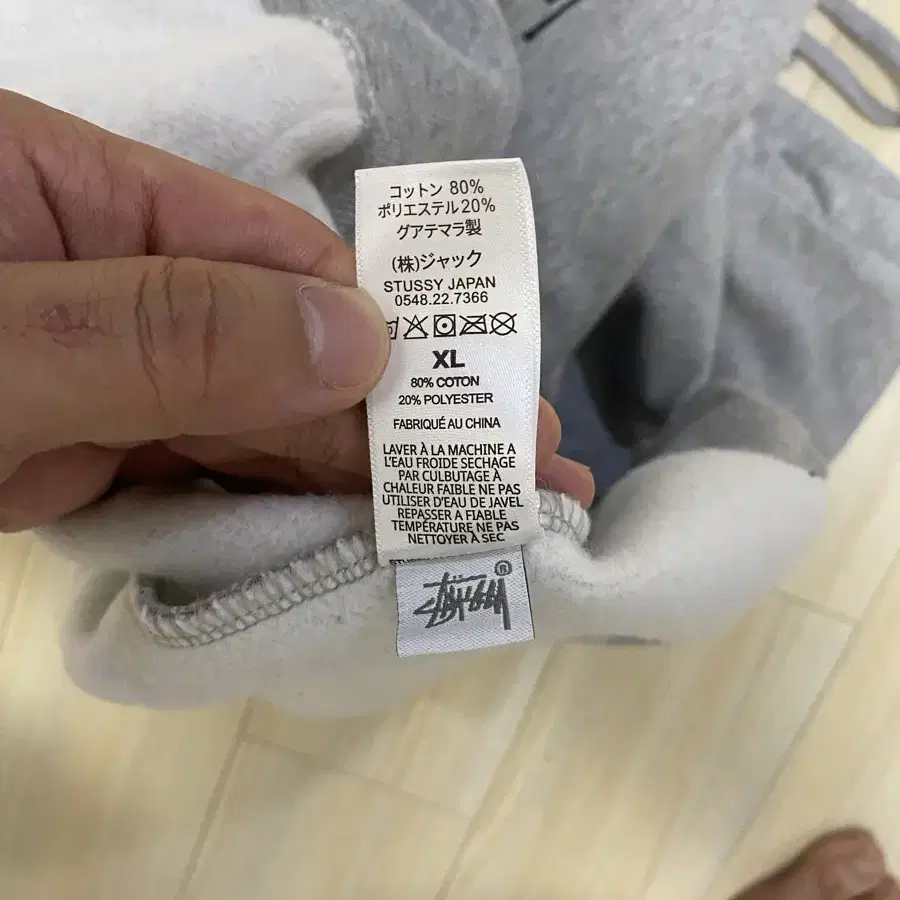 コットン 80%
ポリエステル20%
グアテマラ製
(株)ジャック
STUSSY JAPAN
0548.22.7366
XL
80% COTON
20% POLYESTER
FABRIQUÉ AU CHINA
LAVER À LA MACHINE A
L'EAU FROIDE SECHAGE
PAR CULBUTAGE À
CHALEUR FAIBLE NE PAS
UTILISER D'EAU DE JAVEL
REPASSER A FIABLE
TEMPÉRATURE NE PAS
NETTOYER À SEC
STÜSSY ®